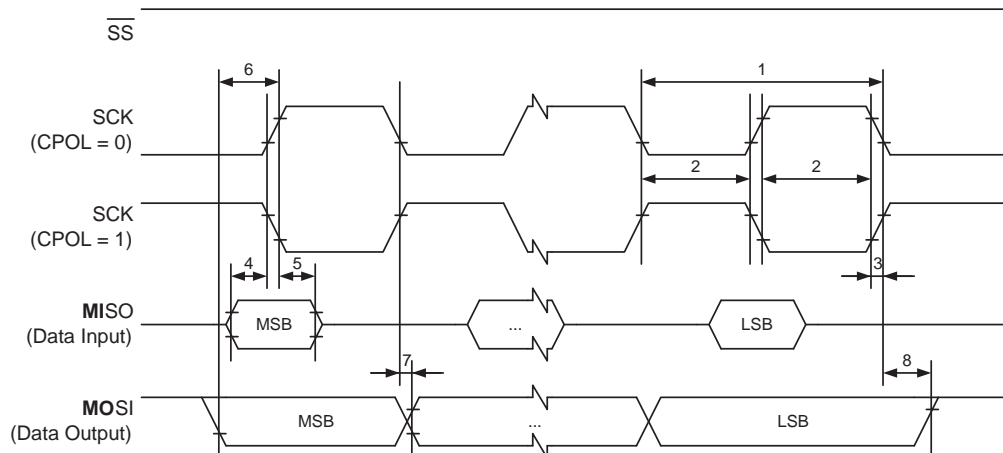 SS
6
1
SCK
(CPOL = 0)
2
2
SCK
(CPOL = 1)
4
5
3
MISO
(Data Input)
MSB
...
LSB
7
8
MOSI
(Data Output)
MSB
...
LSB